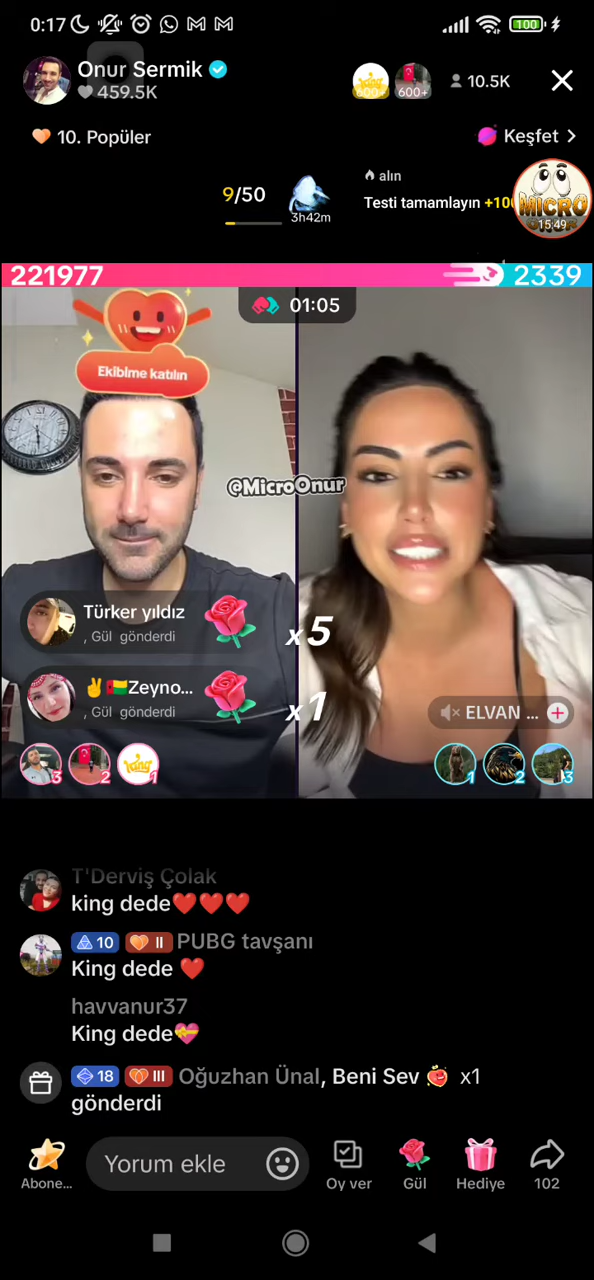 0:17
100
Onur Sermik
459.5K
600+
600+
10.5K
10. Popüler
Keşfet
9/50
3h42m
alın
Testi tamamlayın +100
MICRO
15:49
221977
2339
01:05
Ekibime katılın
@MicroOnur
Türker yıldız
, Gül gönderdi
x5
Zeyno...
, Gül gönderdi
x1
ELVAN ...
3
2
king
1
1
2
3
T'Derviş Çolak
king dede❤️❤️❤️
10 II PUBG tavşanı
King dede ❤️
havvanur37
King dede💝
18 III Oğuzhan Ünal, Beni Sev x1
gönderdi
Abone...
Yorum ekle
Oy ver
Gül
Hediye
102